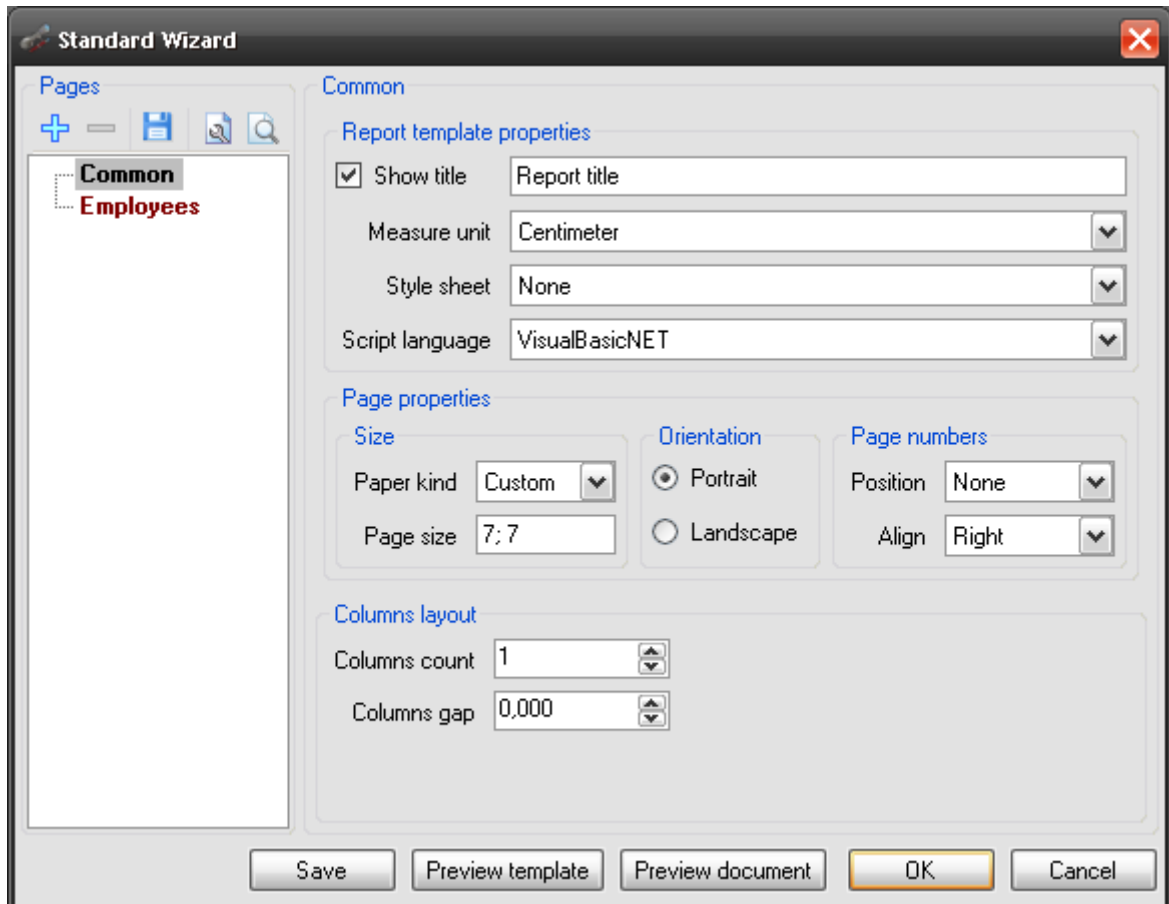 Standard Wizard
Pages
Common
Employees
Common
Report template properties
Show title Report title
Measure unit Centimeter
Style sheet None
Script language VisualBasicNET
Page properties
Size Orientation Page numbers
Paper kind Custom Portrait Position None
Page size 7; 7 Landscape Align Right
Columns layout
Columns count 1
Columns gap 0,000
Save Preview template Preview document OK Cancel